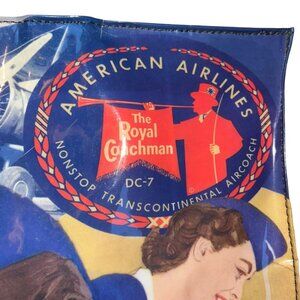 AMERICAN AIRLINES
The
Royal
Coachman
DC-7
NONSTOP TRANSCONTINENTAL AIRCOACH